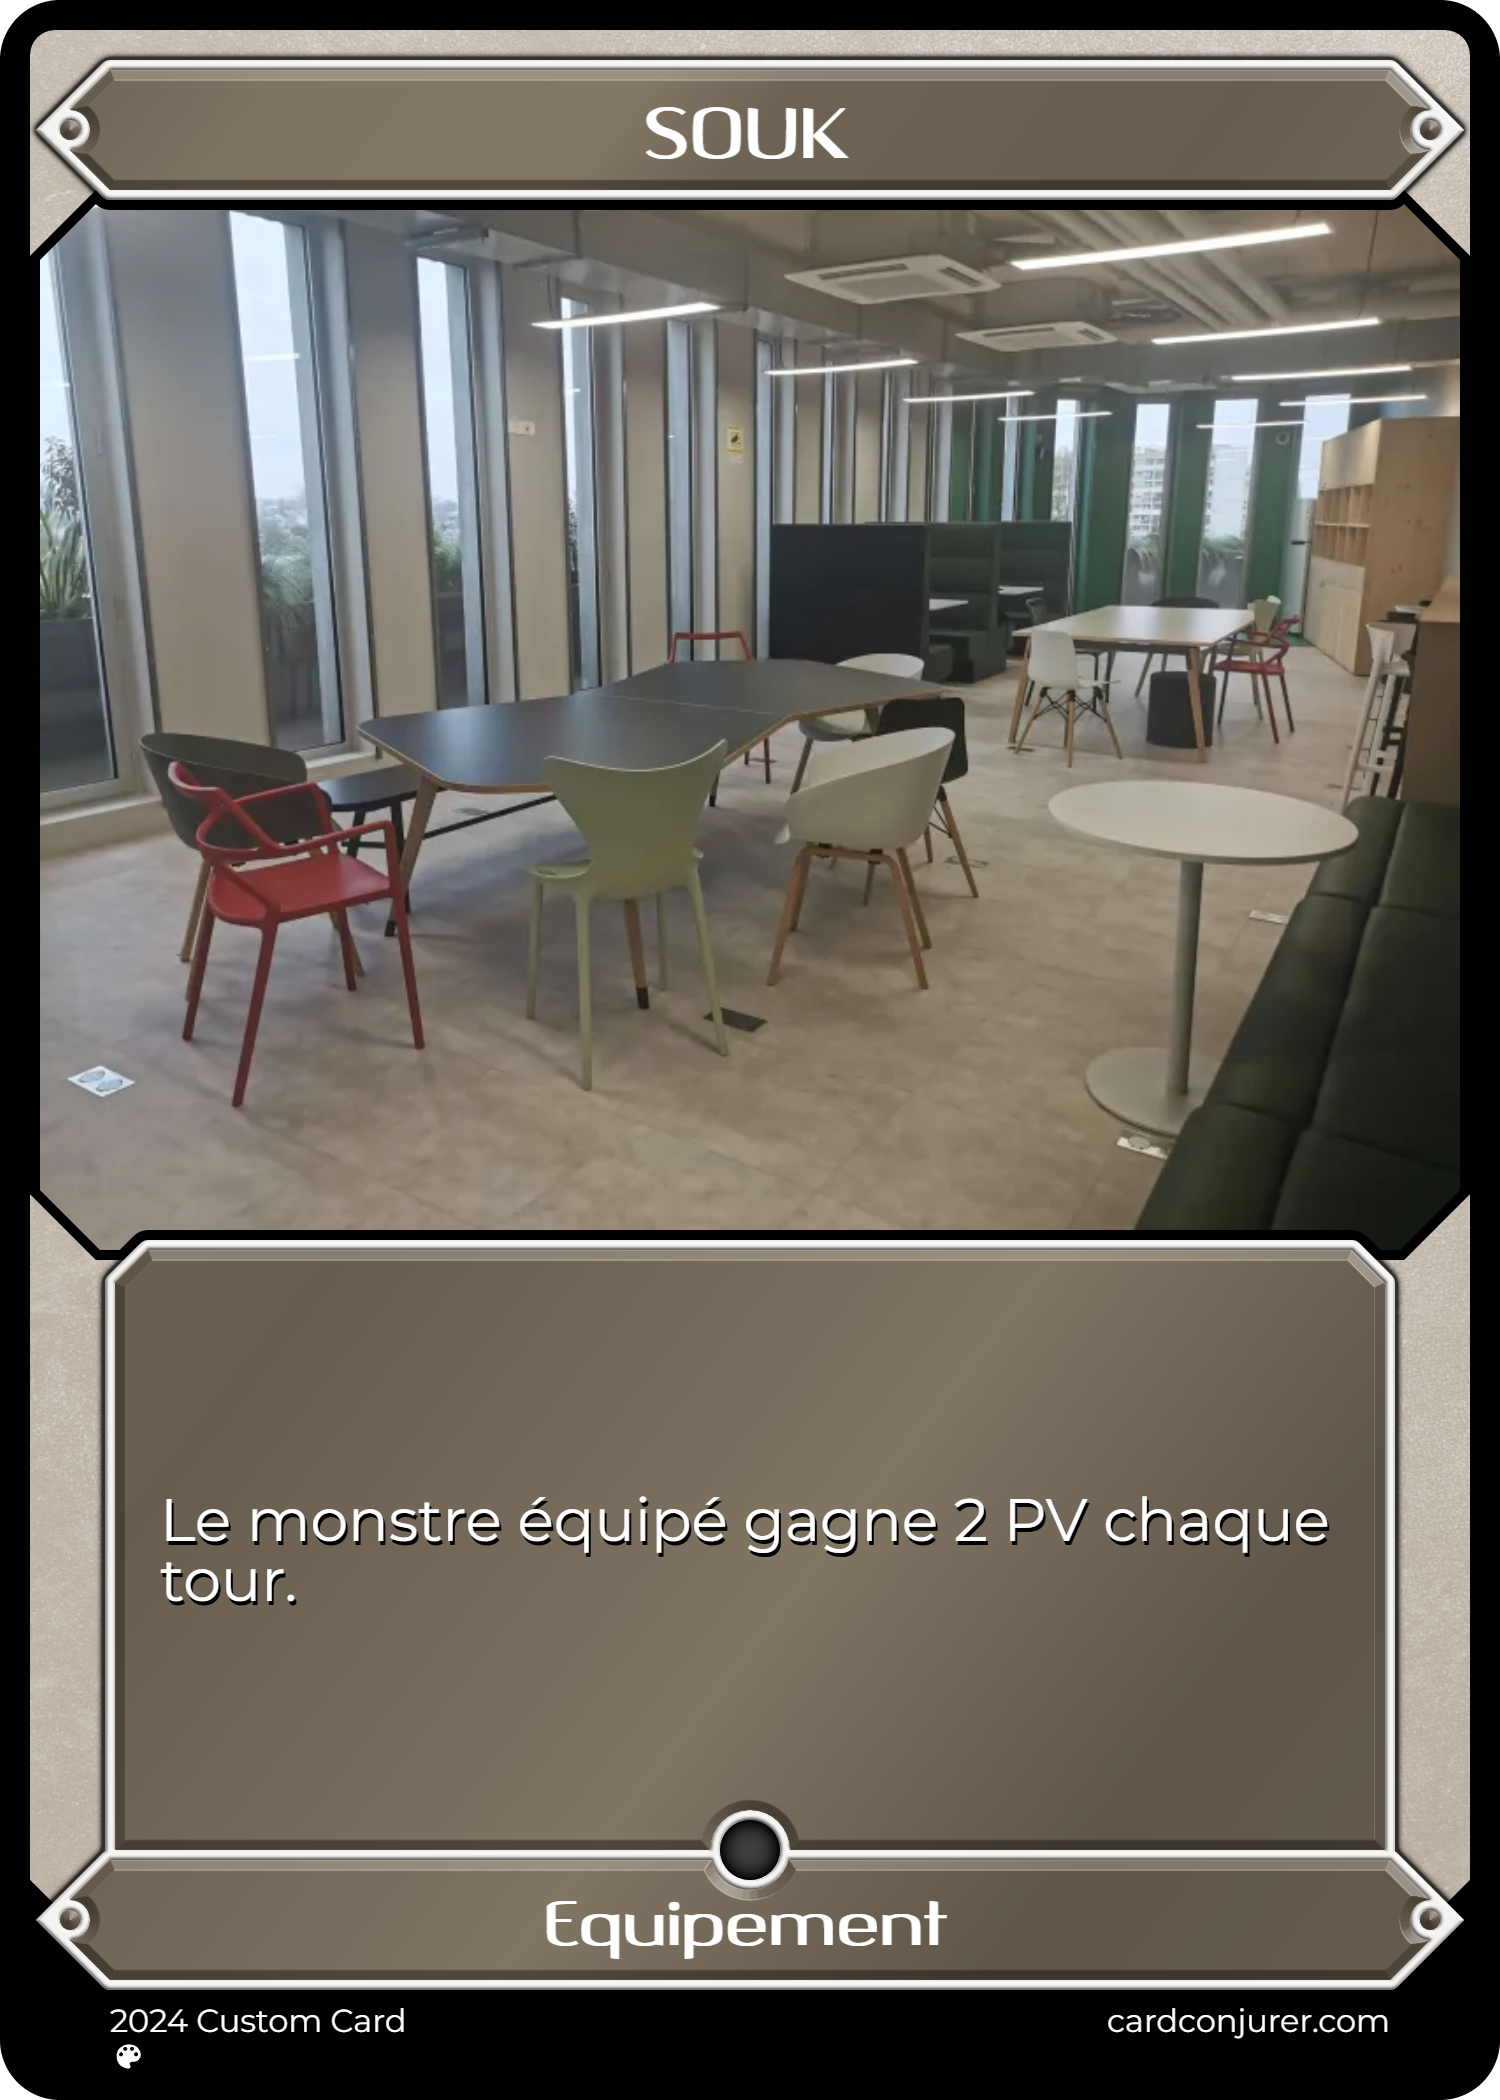 SOUK
Le monstre équipé gagne 2 PV chaque
tour.
Equipement
2024 Custom Card
cardconjurer.com